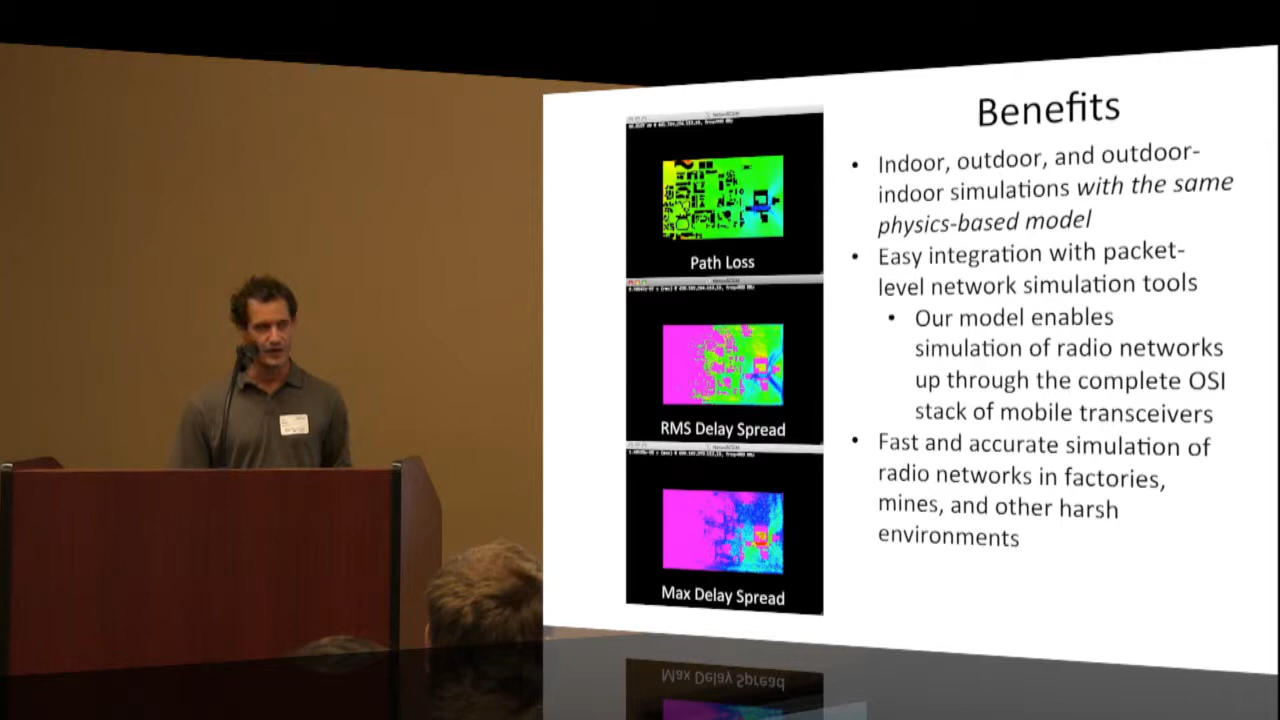 Benefits
• Indoor, outdoor, and outdoor-
indoor simulations with the same
physics-based model
• Easy integration with packet-
level network simulation tools
• Our model enables
simulation of radio networks
up through the complete OSI
stack of mobile transceivers
• Fast and accurate simulation of
radio networks in factories,
mines, and other harsh
environments
Path Loss
RMS Delay Spread
Max Delay Spread